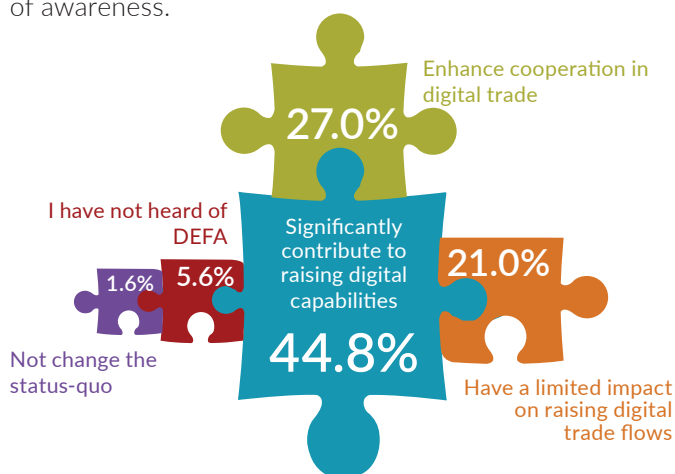 of awareness.
Enhance cooperation in
digital trade
27.0%
I have not heard of
DEFA
Significantly
contribute to
raising digital
capabilities
44.8%
21.0%
1.6%
5.6%
Not change the
status-quo
Have a limited impact
on raising digital
trade flows